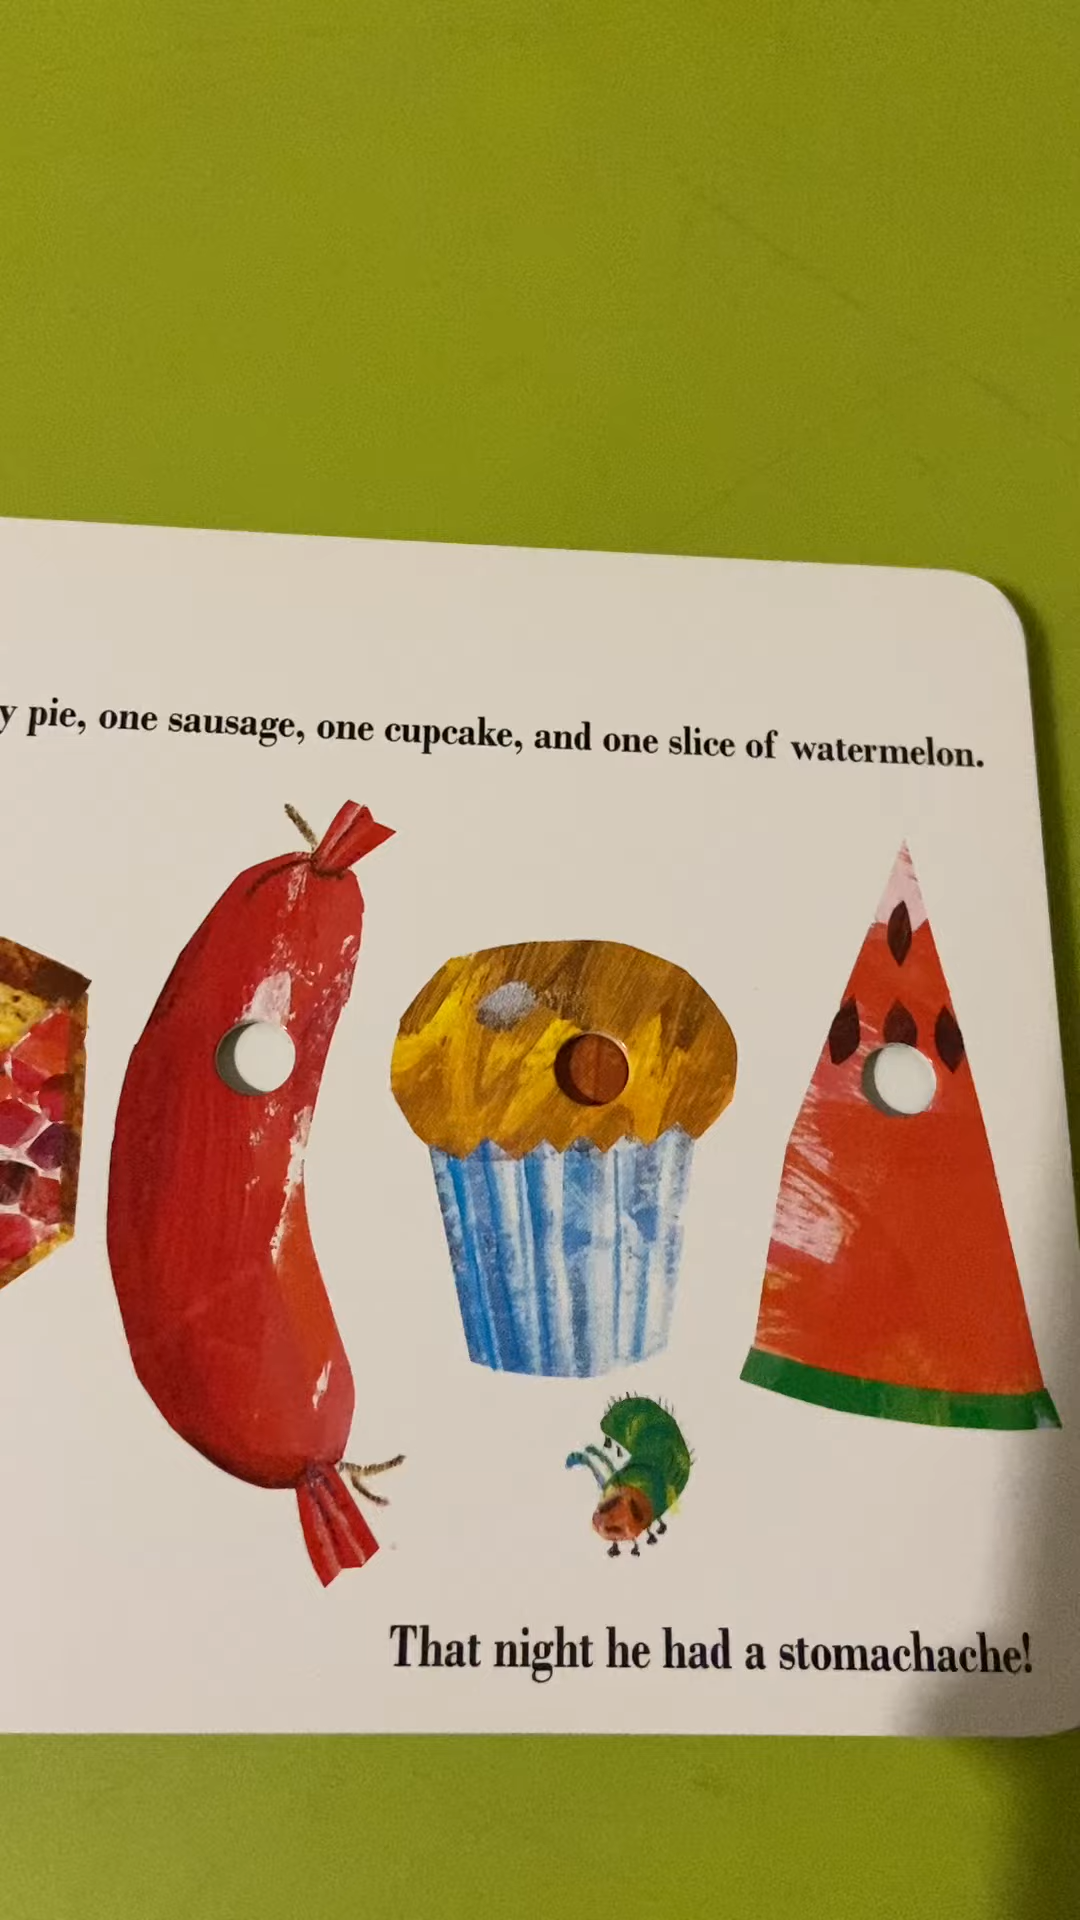 y pie, one sausage, one cupcake, and one slice of watermelon.
That night he had a stomachache!